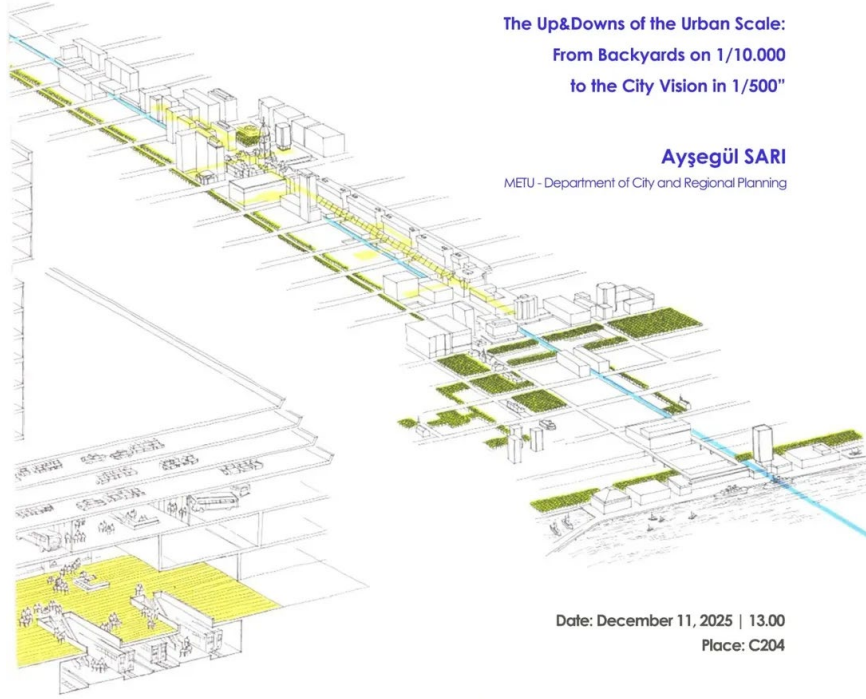 The Up&Downs of the Urban Scale:
From Backyards on 1/10.000
to the City Vision in 1/500"
Ayşegül SARI
METU - Department of City and Regional Planning
Date: December 11, 2025 | 13.00
Place: C204